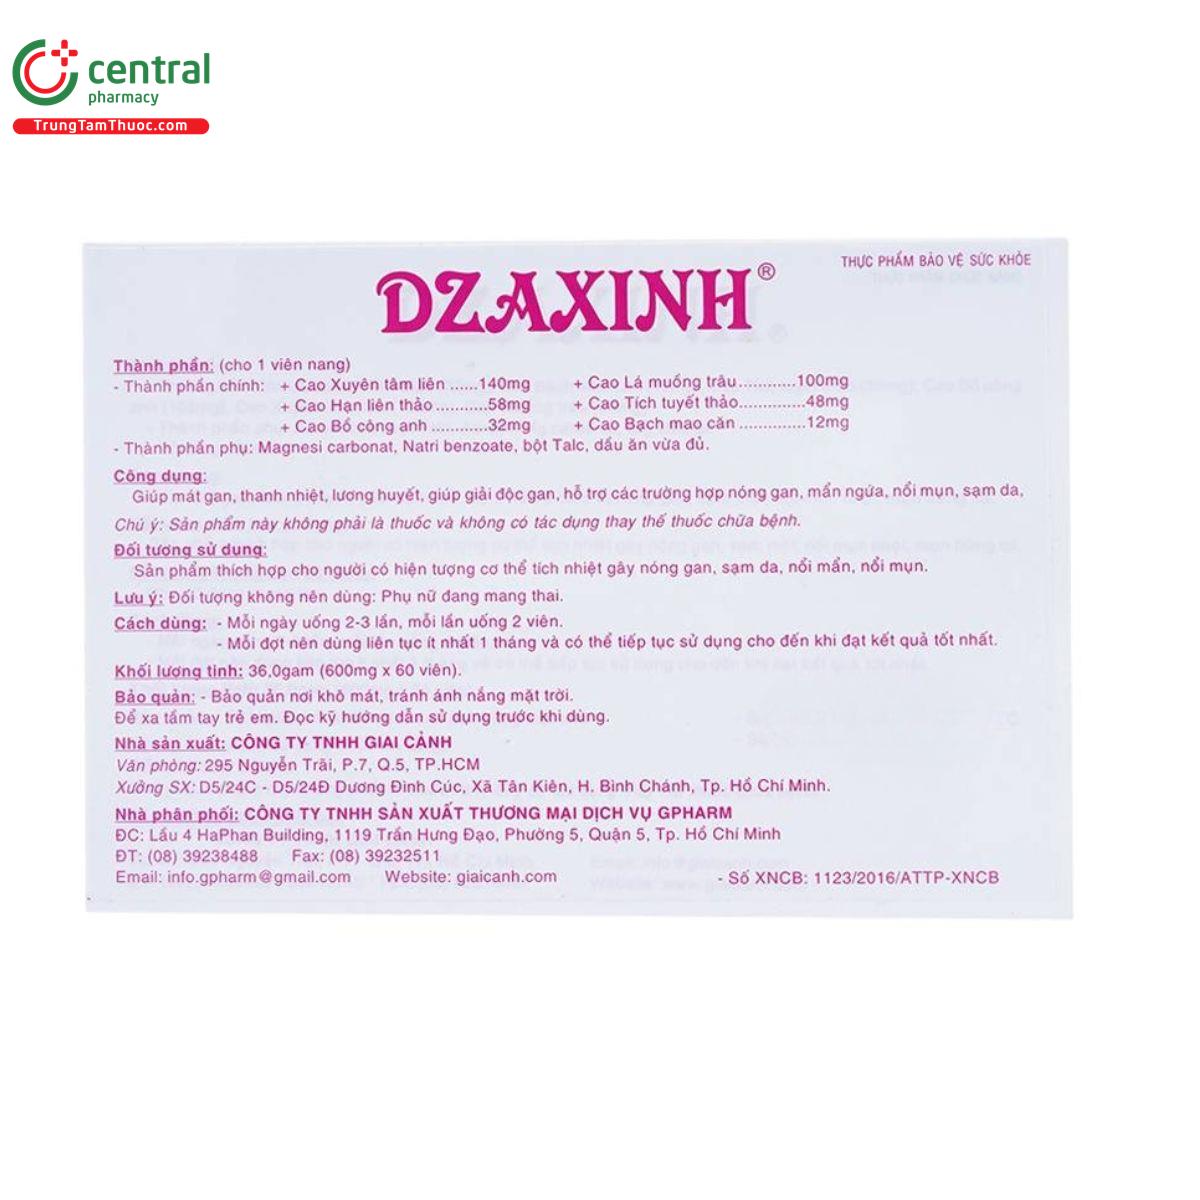 central
pharmacy
TrungTamThuoc.com
THỰC PHẨM BẢO VỆ SỨC KHỎE
DZAXINH®
Thành phần: (cho 1 viên nang)
- Thành phần chính: + Cao Xuyên tâm liên ......140mg + Cao Lá muồng trâu............100mg
+ Cao Hạn liên thảo ...........58mg + Cao Tích tuyết thảo..............48mg
+ Cao Bồ công anh ............32mg + Cao Bạch mao căn ..............12mg
- Thành phần phụ: Magnesi carbonat, Natri benzoate, bột Talc, dầu ăn vừa đủ.
Công dụng:
Giúp mát gan, thanh nhiệt, lương huyết, giúp giải độc gan, hỗ trợ các trường hợp nóng gan, mẩn ngứa, nổi mụn, sạm da,
Chú ý: Sản phẩm này không phải là thuốc và không có tác dụng thay thế thuốc chữa bệnh.
Đối tượng sử dụng:
Sản phẩm thích hợp cho người có hiện tượng cơ thể tích nhiệt gây nóng gan, sạm da, nổi mẩn, nổi mụn.
Lưu ý: Đối tượng không nên dùng: Phụ nữ đang mang thai.
Cách dùng: - Mỗi ngày uống 2-3 lần, mỗi lần uống 2 viên.
- Mỗi đợt nên dùng liên tục ít nhất 1 tháng và có thể tiếp tục sử dụng cho đến khi đạt kết quả tốt nhất.
Khối lượng tịnh: 36,0gam (600mg x 60 viên).
Bảo quản: - Bảo quản nơi khô mát, tránh ánh nắng mặt trời.
Để xa tầm tay trẻ em. Đọc kỹ hướng dẫn sử dụng trước khi dùng.
Nhà sản xuất: CÔNG TY TNHH GIAI CẢNH
Văn phòng: 295 Nguyễn Trãi, P.7, Q.5, TP.HCM
Xưởng SX: D5/24C - D5/24Đ Dương Đình Cúc, Xã Tân Kiên, H. Bình Chánh, Tp. Hồ Chí Minh.
Nhà phân phối: CÔNG TY TNHH SẢN XUẤT THƯƠNG MẠI DỊCH VỤ GPHARM
ĐC: Lầu 4 HaPhan Building, 1119 Trần Hưng Đạo, Phường 5, Quận 5, Tp. Hồ Chí Minh
ĐT: (08) 39238488 Fax: (08) 39232511
Email: info.gpharm@gmail.com Website: giaicanh.com - Số XNCB: 1123/2016/ATTP-XNCB